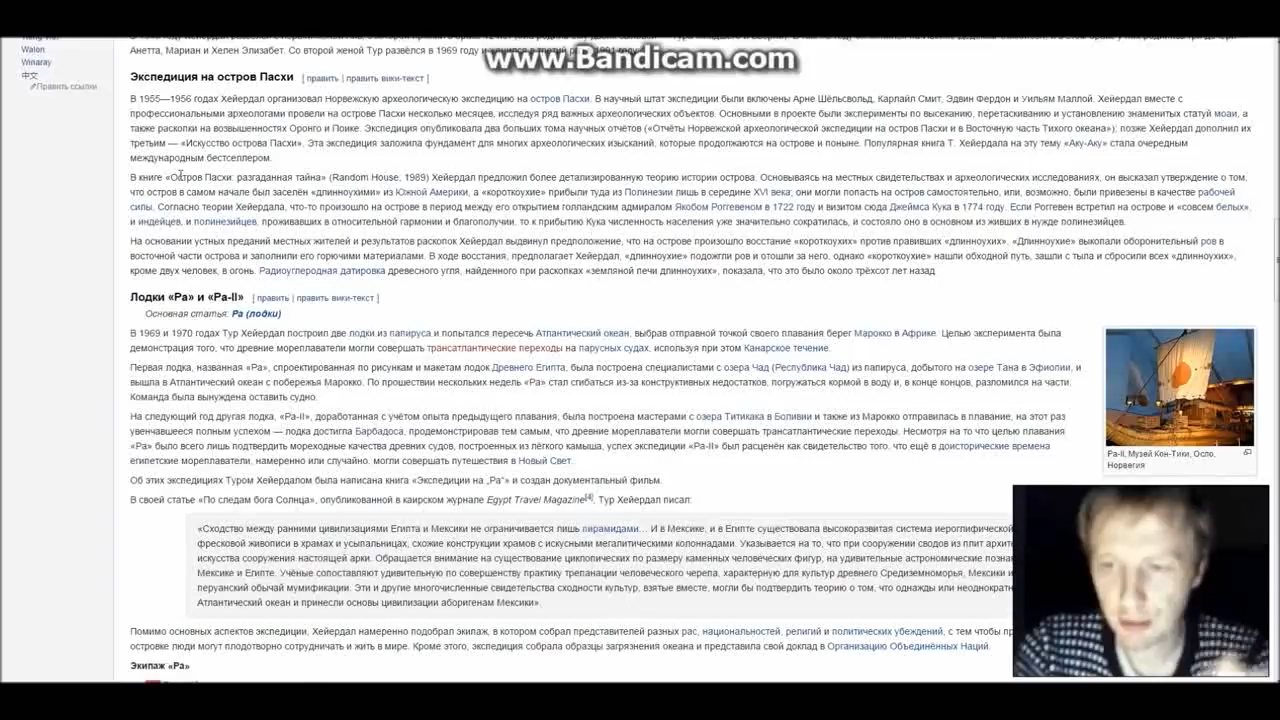 www.Bandicam.com
Walon
Winaray
中文
Править ссылки
Анетта, Мариан и Хелен Элизабет. Со второй женой Тур развёлся в 1969 году и женился в третий раз в 1991 году.
Экспедиция на остров Пасхи [ править | править вики-текст ]
В 1955—1956 годах Хейердал организовал Норвежскую археологическую экспедицию на остров Пасхи. В научный штат экспедиции были включены Арне Шёльсвольд, Карлайл Смит, Эдвин Фердон и Уильям Маллой. Хейердал вместе с
профессиональными археологами провели на острове Пасхи несколько месяцев, исследуя ряд важных археологических объектов. Основными в проекте были эксперименты по высеканию, перетаскиванию и установлению знаменитых статуй моаи, а
также раскопки на возвышенностях Оронго и Поике. Экспедиция опубликовала два больших тома научных отчётов («Отчёты Норвежской археологической экспедиции на остров Пасхи и в Восточную часть Тихого океана»); позже Хейердал дополнил их
третьим — «Искусство острова Пасхи». Эта экспедиция заложила фундамент для многих археологических изысканий, которые продолжаются на острове и поныне. Популярная книга Т. Хейердала на эту тему «Аку-Аку» стала очередным
международным бестселлером.
В книге «Остров Пасхи: разгаданная тайна» (Random House, 1989) Хейердал предложил более детализированную теорию истории острова. Основываясь на местных свидетельствах и археологических исследованиях, он высказал утверждение о том,
что остров в самом начале был заселён «длинноухими» из Южной Америки, а «короткоухие» прибыли туда из Полинезии лишь в середине XVI века; они могли попасть на остров самостоятельно, или, возможно, были привезены в качестве рабочей
силы. Согласно теории Хейердала, что-то произошло на острове в период между его открытием голландским адмиралом Якобом Роггевеном в 1722 году и визитом сюда Джеймса Кука в 1774 году. Если Роггевен встретил на острове и «совсем белых»,
и индейцев, и полинезийцев, проживавших в относительной гармонии и благополучии, то к прибытию Кука численность населения уже значительно сократилась, и состояло оно в основном из живших в нужде полинезийцев.
На основании устных преданий местных жителей и результатов раскопок Хейердал выдвинул предположение, что на острове произошло восстание «короткоухих» против правивших «длинноухих». «Длинноухие» выкопали оборонительный ров в
восточной части острова и заполнили его горючими материалами. В ходе восстания, предполагает Хейердал, «длинноухие» подожгли ров и отошли за него, однако «короткоухие» нашли обходной путь, зашли с тыла и сбросили всех «длинноухих»,
кроме двух человек, в огонь. Радиоуглеродная датировка древесного угля, найденного при раскопках «земляной печи длинноухих», показала, что это было около трёхсот лет назад
Лодки «Ра» и «Ра-II» [ править | править вики-текст ]
Основная статья: Ра (лодки)
В 1969 и 1970 годах Тур Хейердал построил две лодки из папируса и попытался пересечь Атлантический океан, выбрав отправной точкой своего плавания берег Марокко в Африке. Целью эксперимента была
демонстрация того, что древние мореплаватели могли совершать трансатлантические переходы на парусных судах, используя при этом Канарское течение.
Первая лодка, названная «Ра», спроектированная по рисункам и макетам лодок Древнего Египта, была построена специалистами с озера Чад (Республика Чад) из папируса, добытого на озере Тана в Эфиопии, и
вышла в Атлантический океан с побережья Марокко. По прошествии нескольких недель «Ра» стал сгибаться из-за конструктивных недостатков, погружаться кормой в воду и, в конце концов, разломился на части.
Команда была вынуждена оставить судно.
На следующий год другая лодка, «Ра-II», доработанная с учётом опыта предыдущего плавания, была построена мастерами с озера Титикака в Боливии и также из Марокко отправилась в плавание, на этот раз
увенчавшееся полным успехом — лодка достигла Барбадоса, продемонстрировав тем самым, что древние мореплаватели могли совершать трансатлантические переходы. Несмотря на то что целью плавания
«Ра» было всего лишь подтвердить мореходные качества древних судов, построенных из лёгкого камыша, успех экспедиции «Ра-II» был расценён как свидетельство того, что ещё в доисторические времена
египетские мореплаватели, намеренно или случайно, могли совершать путешествия в Новый Свет.
Ра-II, Музей Кон-Тики, Осло,
Норвегия
Об этих экспедициях Туром Хейердалом была написана книга «Экспедиции на „Ра“» и создан документальный фильм.
В своей статье «По следам бога Солнца», опубликованной в каирском журнале Egypt Travel Magazine[4], Тур Хейердал писал:
«Сходство между ранними цивилизациями Египта и Мексики не ограничивается лишь пирамидами… И в Мексике, и в Египте существовала высокоразвитая система иероглифической
фресковой живописи в храмах и усыпальницах, схожие конструкции храмов с искусными мегалитическими колоннадами. Указывается на то, что при сооружении сводов из плит архите
искусства сооружения настоящей арки. Обращается внимание на существование циклопических по размеру каменных человеческих фигур, на удивительные астрономические познан
Мексике и Египте. Учёные сопоставляют удивительную по совершенству практику трепанации человеческого черепа, характерную для культур древнего Средиземноморья, Мексики и
перуанский обычай мумификации. Эти и другие многочисленные свидетельства сходности культур, взятые вместе, могли бы подтвердить теорию о том, что однажды или неоднократн
Атлантический океан и принесли основы цивилизации аборигенам Мексики».
Помимо основных аспектов экспедиции, Хейердал намеренно подобрал экипаж, в котором собрал представителей разных рас, национальностей, религий и политических убеждений, с тем чтобы пр
островке люди могут плодотворно сотрудничать и жить в мире. Кроме этого, экспедиция собрала образцы загрязнения океана и представила свой доклад в Организацию Объединённых Наций.
Экипаж «Ра»